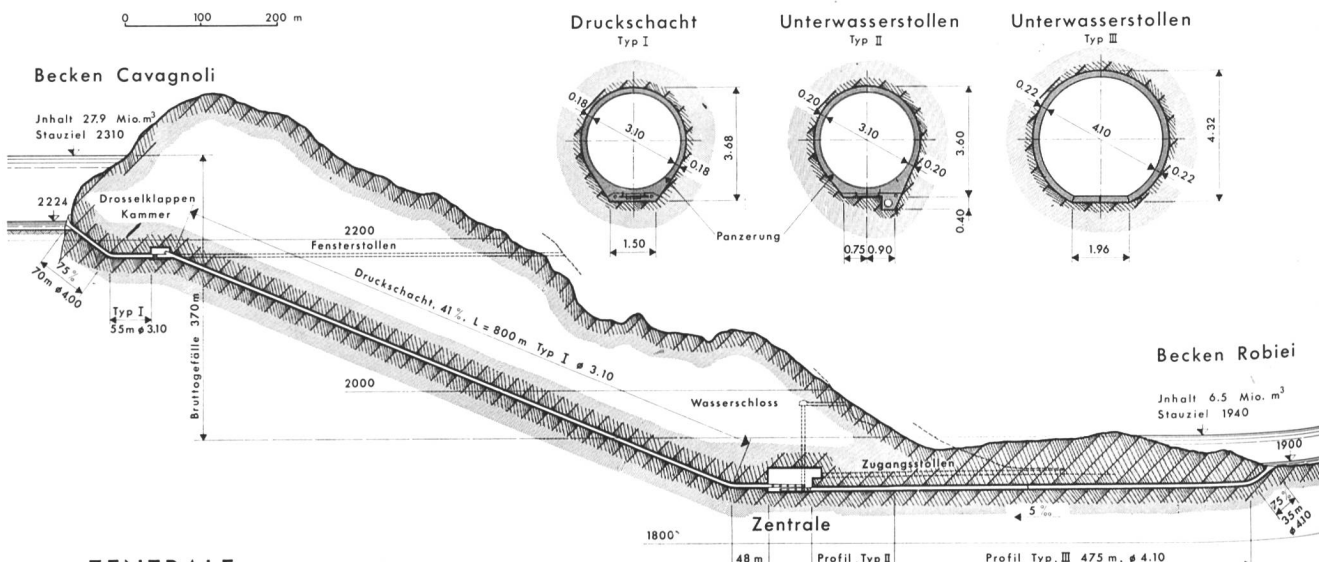 0 100 200 m
Druckschacht
Typ I
Unterwasserstollen
Typ II
Unterwasserstollen
Typ III
Becken Cavagnoli
Jnhalt 27.9 Mio. m³
Stauziel 2310
0.18
3.10
0.18
3.68
1.50
0.20
3.10
0.20
3.60
0.40
0.75 0.90
Panzerung
0.22
4.10
0.22
4.32
1.96
2224
Drosselklappen
Kammer
2200
Fensterstollen
75 %
70m ø 4.00
Typ I
55m ø 3.10
Bruttogefälle 370m
Druckschacht, 41 %, L = 800 m Typ I ø 3.10
2000
Wasserschloss
Becken Robiei
Jnhalt 6.5 Mio. m³
Stauziel 1940
1900
Zugangsstollen
75 %
35m
ø 4.10
5 ‰
Zentrale
1800
48 m
Profil Typ II
Profil Typ. III 475 m, ø 4.10